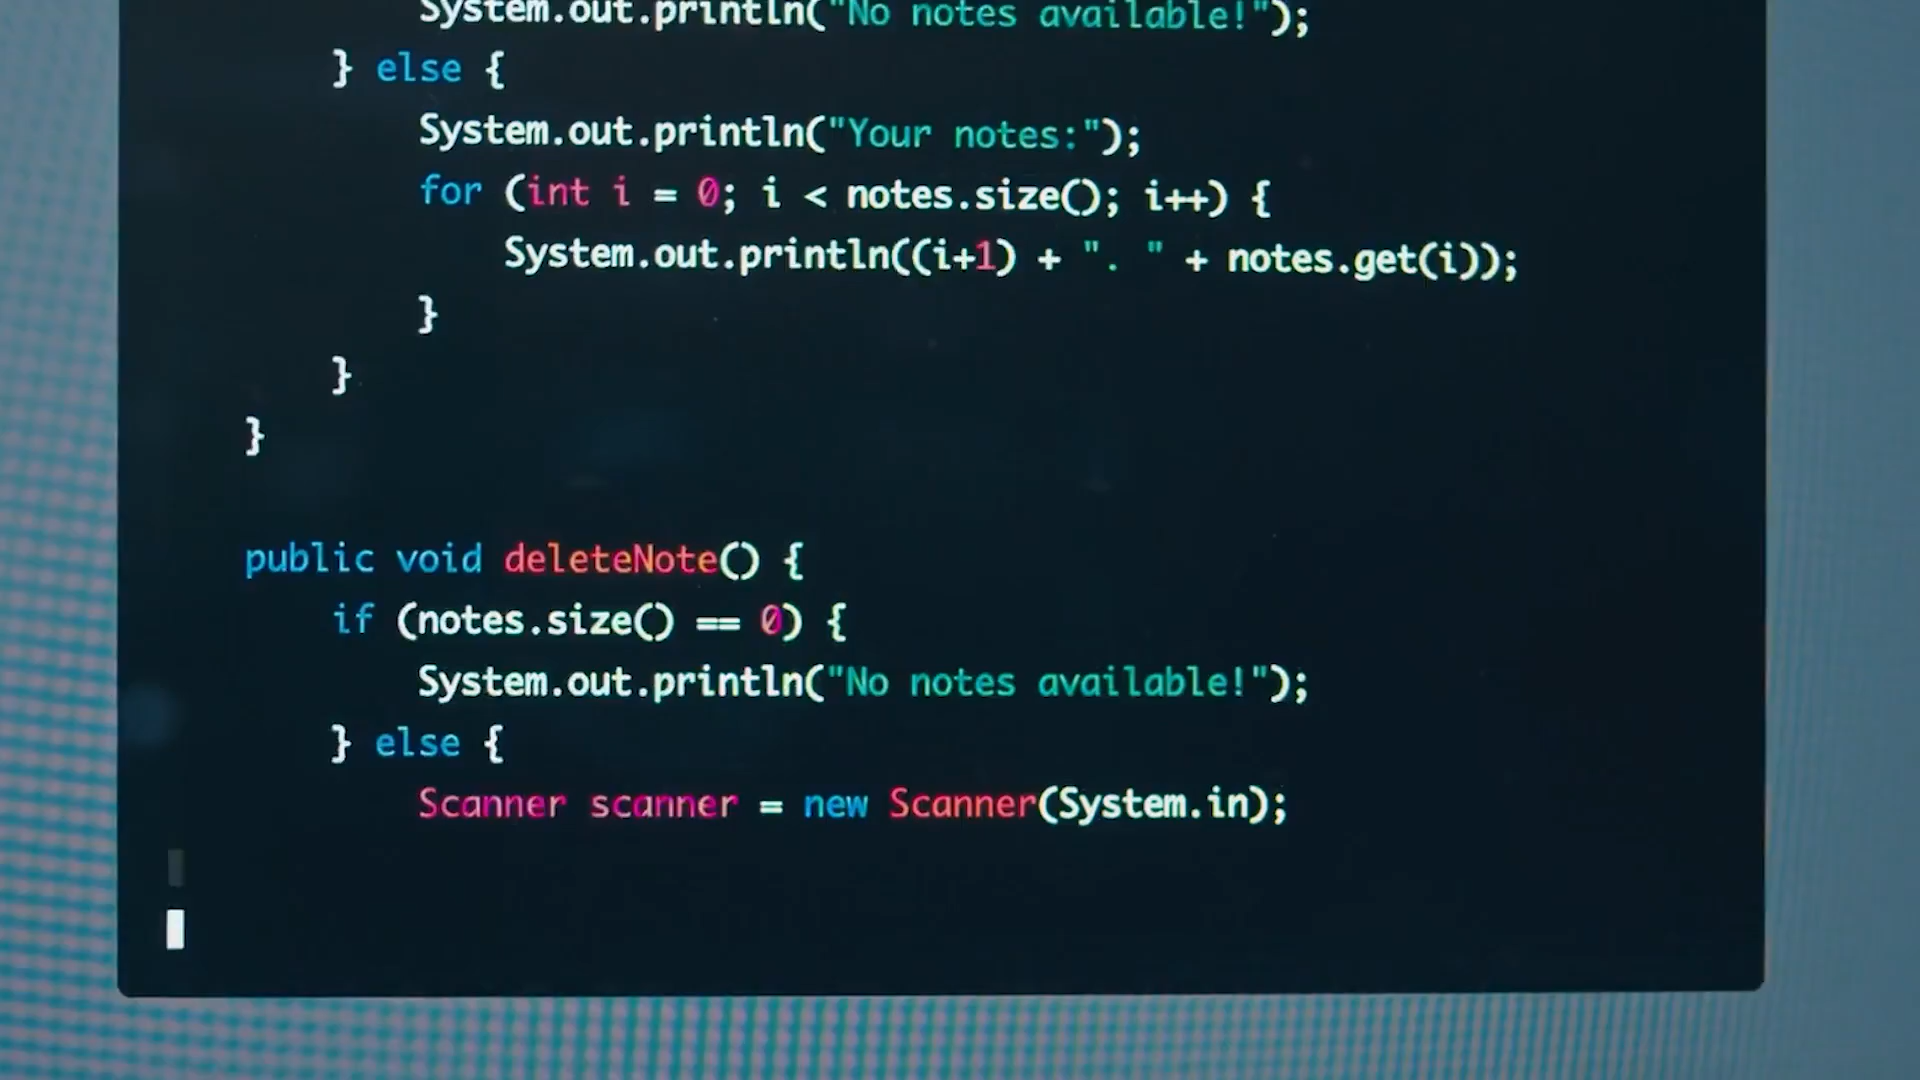 System.out.println("No notes available!");
} else {
System.out.println("Your notes:");
for (int i = 0; i < notes.size(); i++) {
System.out.println((i+1) + ". " + notes.get(i));
}
}
}
public void deleteNote() {
if (notes.size() == 0) {
System.out.println("No notes available!");
} else {
Scanner scanner = new Scanner(System.in);